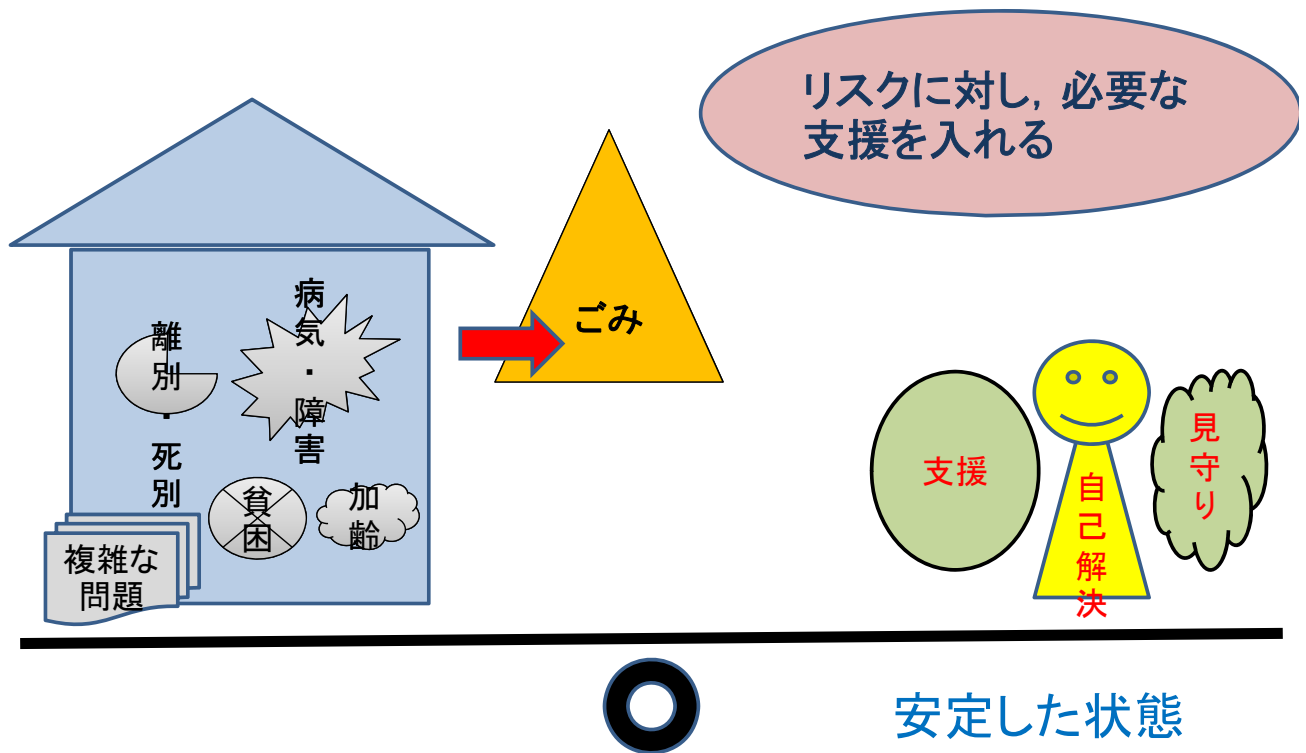 リスクに対し，必要な
支援を入れる
ごみ
病気・障害
離別・死別
貧困
加齢
複雑な
問題
支援
自己解決
見守り
安定した状態